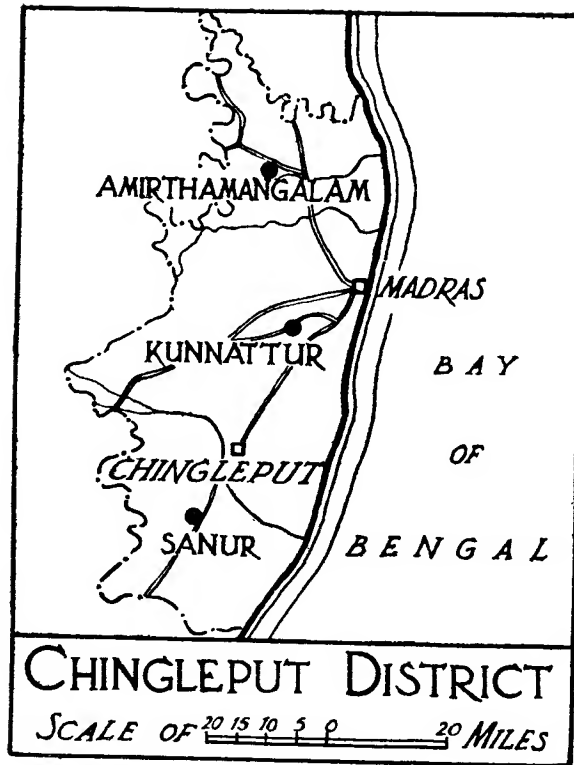 AMIRTHAMANGALAM
MADRAS
KUNNATTUR
BAY
OF
BENGAL
CHINGLEPUT
SANUR
CHINGLEPUT DISTRICT
SCALE OF 20 15 10 5 0 20 MILES